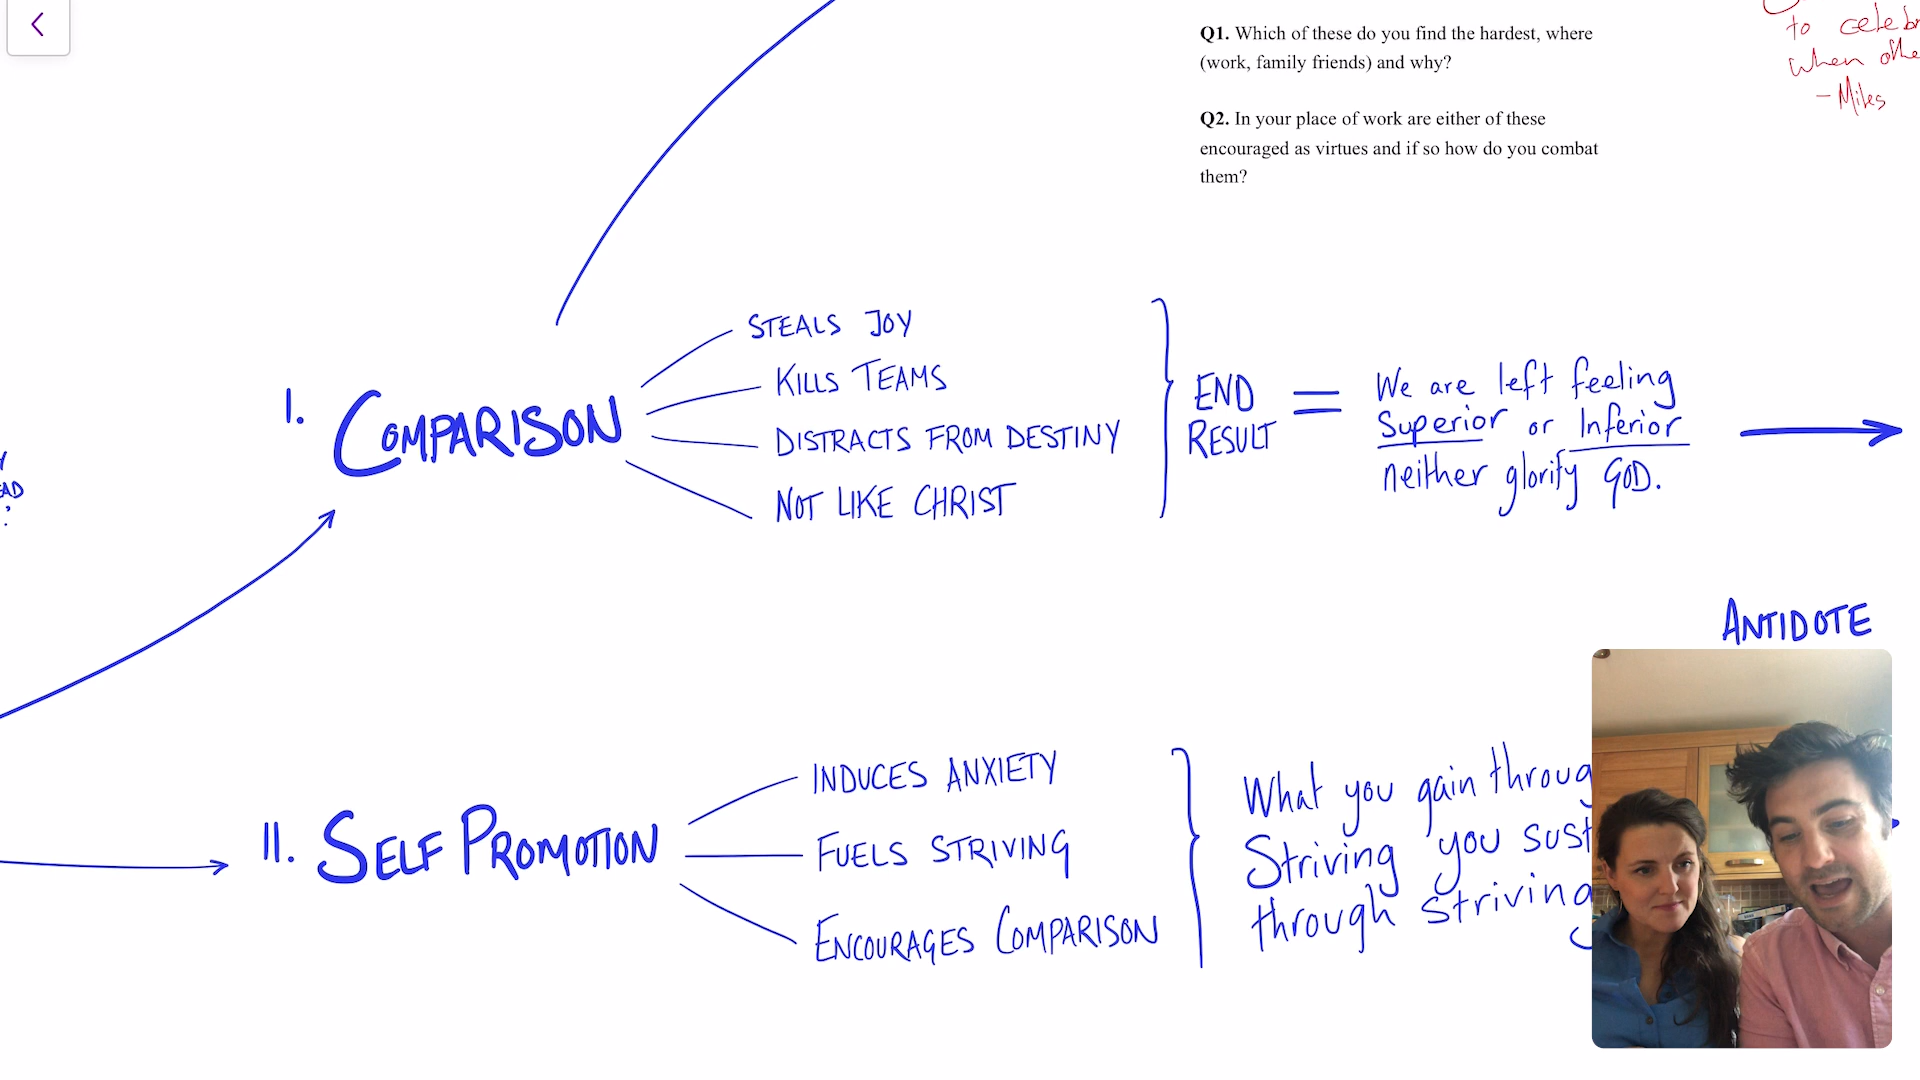 Q1. Which of these do you find the hardest, where
(work, family friends) and why?
Q2. In your place of work are either of these
encouraged as virtues and if so how do you combat
them?
to celeb
when othe
- Miles
I. COMPARISON
STEALS JOY
KILLS TEAMS
DISTRACTS FROM DESTINY
NOT LIKE CHRIST
END
RESULT
=
We are left feeling
Superior or Inferior
neither glorify GOD.
ANTIDOTE
II. SELF PROMOTION
INDUCES ANXIETY
FUELS STRIVING
ENCOURAGES COMPARISON
What you gain throug
Striving you sust
through striving